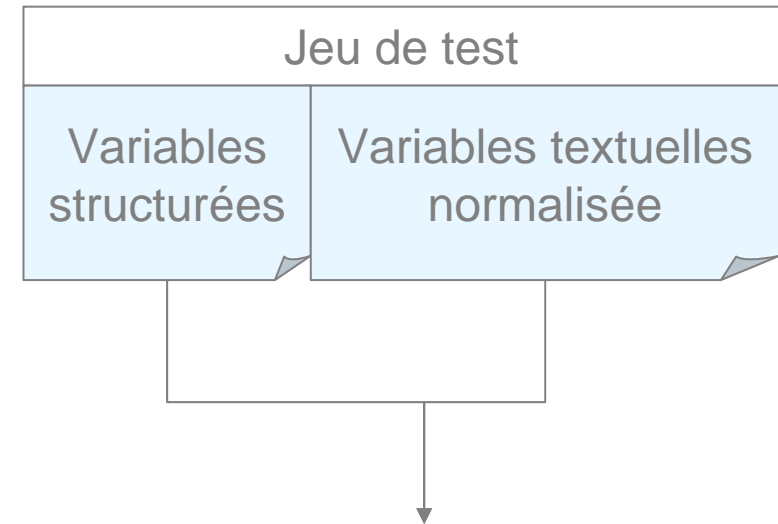 Jeu de test
Variables
structurées
Variables textuelles
normalisée